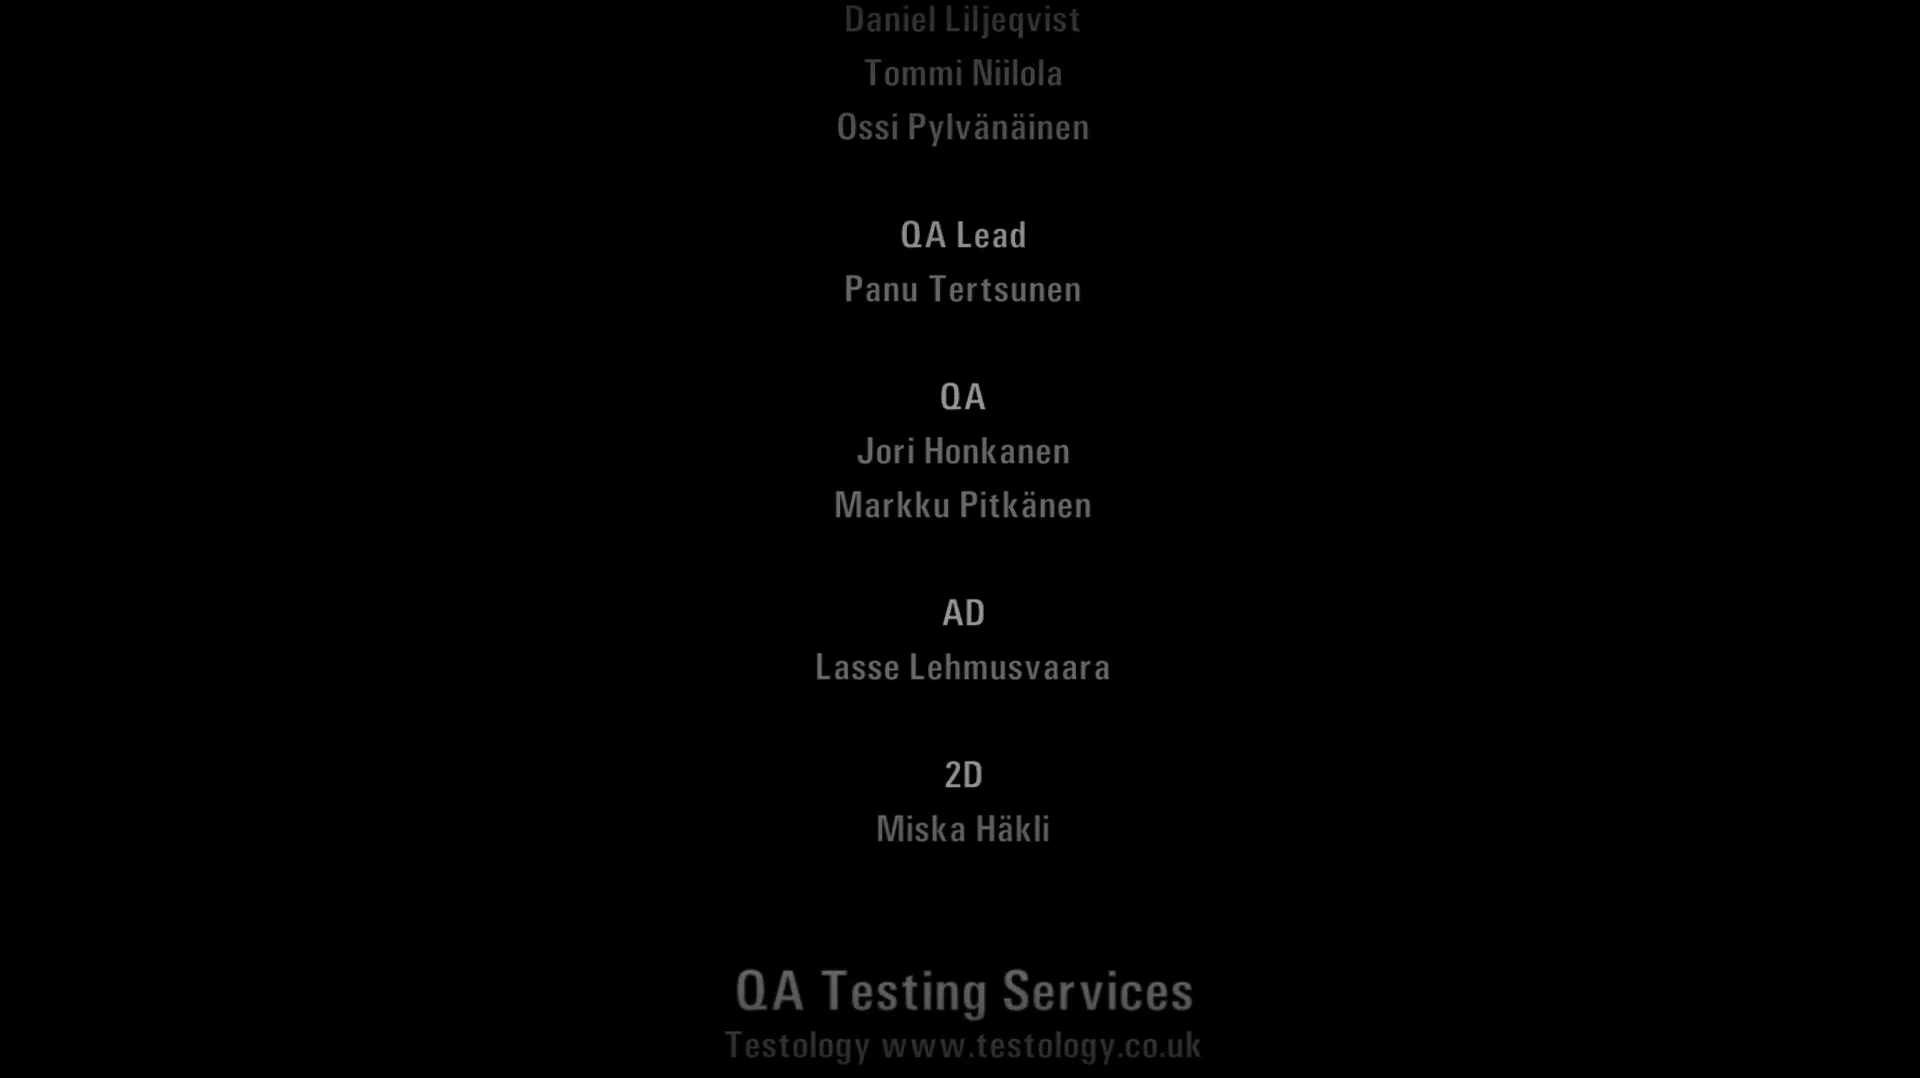 Daniel Liljeqvist
Tommi Niilola
Ossi Pylvänäinen
QA Lead
Panu Tertsunen
QA
Jori Honkanen
Markku Pitkänen
AD
Lasse Lehmusvaara
2D
Miska Häkli
QA Testing Services
Testology www.testology.co.uk